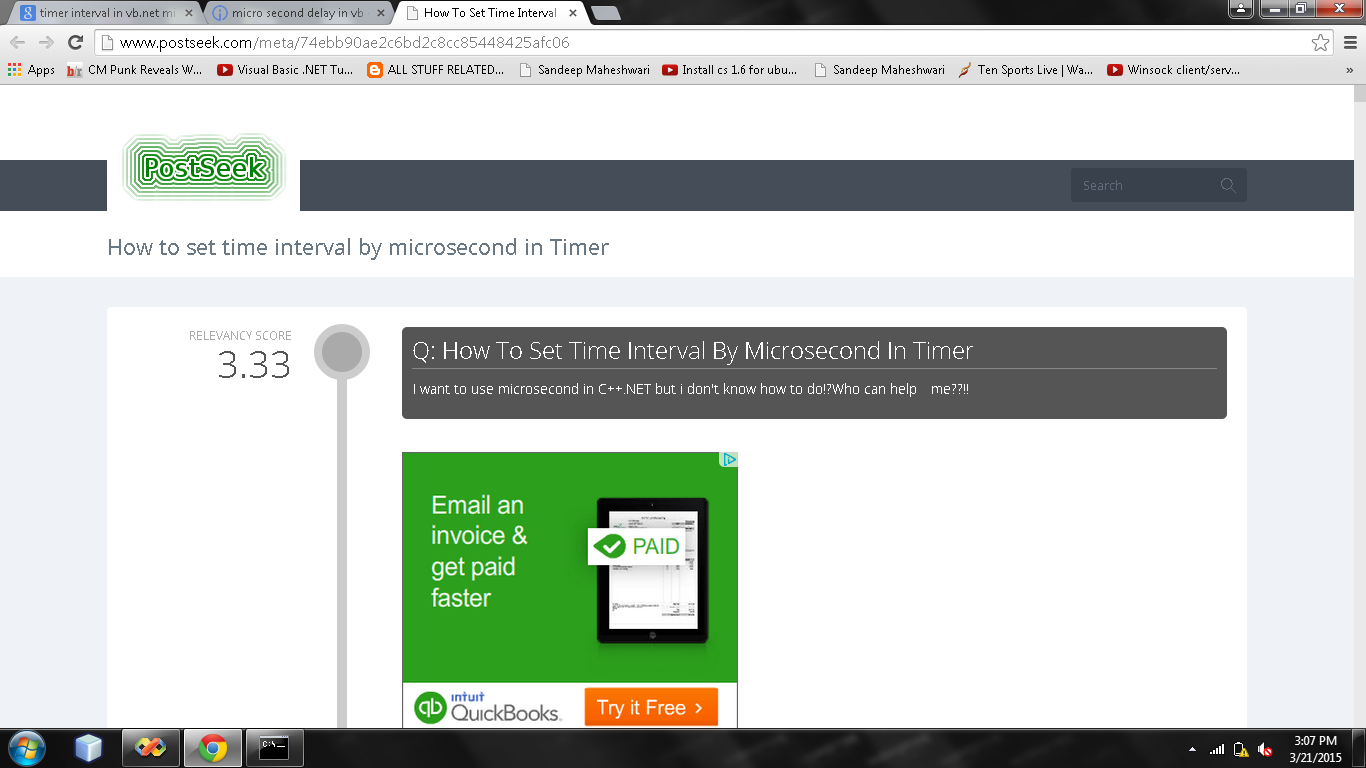 timer interval in vb.net mi
micro second delay in vb
How To Set Time Interval
www.postseek.com/meta/74ebb90ae2c6bd2c8cc85448425afc06
Apps
CM Punk Reveals W...
Visual Basic .NET Tu...
ALL STUFF RELATED...
Sandeep Maheshwari
Install cs 1.6 for ubu...
Sandeep Maheshwari
Ten Sports Live | Wa...
Winsock client/serv...
»
PostSeek
Search
How to set time interval by microsecond in Timer
RELEVANCY SCORE
3.33
Q: How To Set Time Interval By Microsecond In Timer
I want to use microsecond in C++.NET but i don't know how to do!?Who can help me??!!
Email an
invoice &
get paid
faster
PAID
qb
intuit
QuickBooks.
Try it Free >
C:\_
3:07 PM
3/21/2015